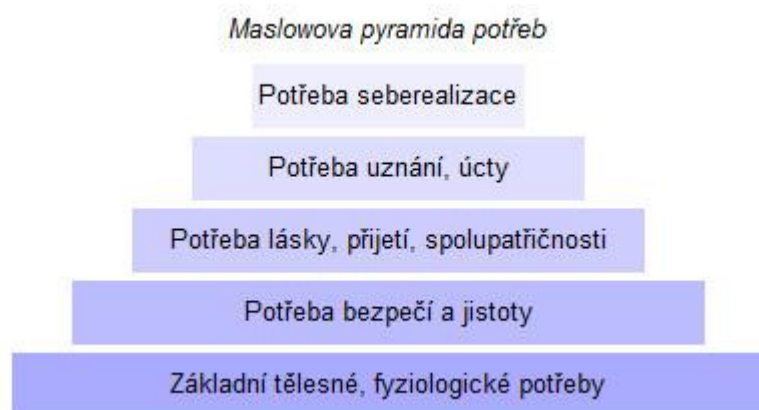 Maslowova pyramida potřeb
Potřeba seberealizace
Potřeba uznání, úcty
Potřeba lásky, přijetí, spolupatřičnosti
Potřeba bezpečí a jistoty
Základní tělesné, fyziologické potřeby